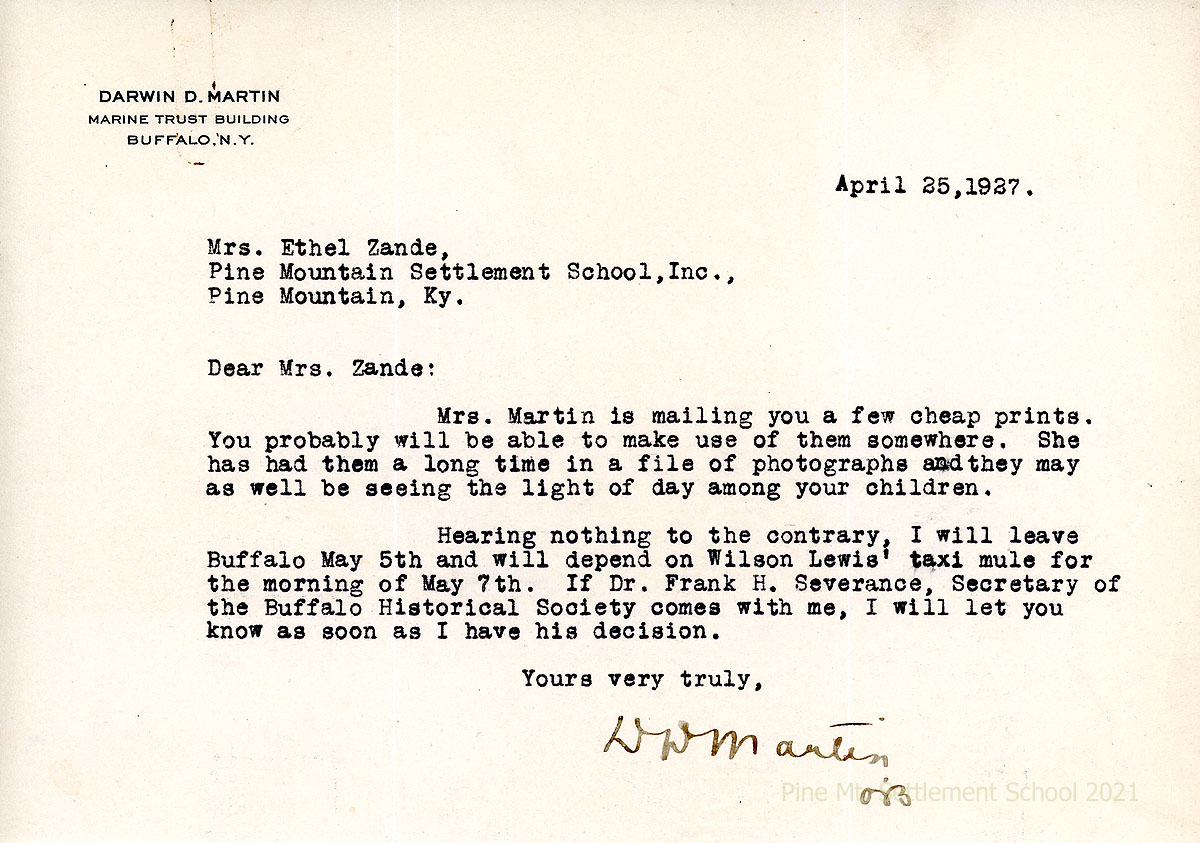 DARWIN D. MARTIN
MARINE TRUST BUILDING
BUFFALO, N.Y.
April 25,1927.
Mrs. Ethel Zande,
Pine Mountain Settlement School,Inc.,
Pine Mountain, Ky.
Dear Mrs. Zande:
Mrs. Martin is mailing you a few cheap prints.
You probably will be able to make use of them somewhere. She
has had them a long time in a file of photographs andthey may
as well be seeing the light of day among your children.
Hearing nothing to the contrary, I will leave
Buffalo May 5th and will depend on Wilson Lewis' taxi mule for
the morning of May 7th. If Dr. Frank H. Severance, Secretary of
the Buffalo Historical Society comes with me, I will let you
know as soon as I have his decision.
Yours very truly,
DDMartin
Pine Mt Settlement School 2021